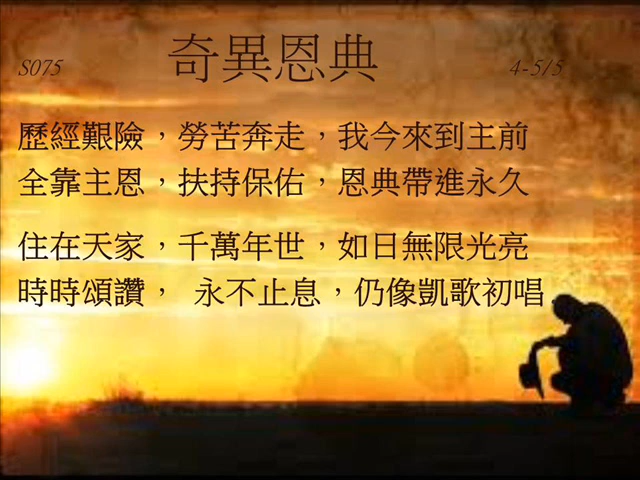 S075 奇異恩典 4-5/5
歷經艱險，勞苦奔走，我今來到主前
全靠主恩，扶持保佑，恩典帶進永久
住在天家，千萬年世，如日無限光亮
時時頌讚， 永不止息，仍像凱歌初唱